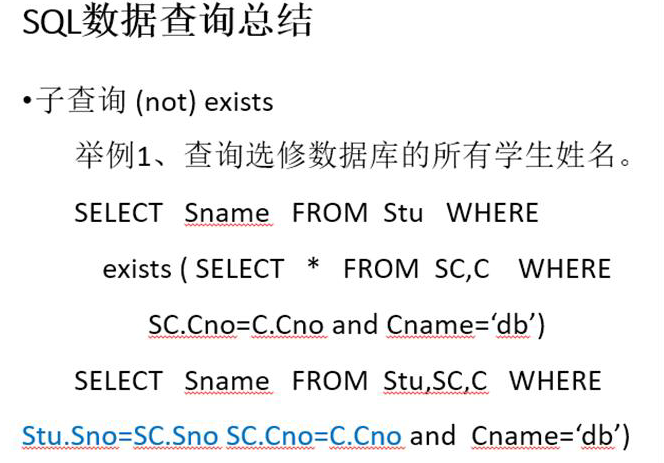 SQL数据查询总结
•子查询 (not) exists
举例1、查询选修数据库的所有学生姓名。
SELECT Sname FROM Stu WHERE
exists ( SELECT * FROM SC,C WHERE
SC.Cno=C.Cno and Cname=‘db’)
SELECT Sname FROM Stu,SC,C WHERE
Stu.Sno=SC.Sno SC.Cno=C.Cno and Cname=‘db’)